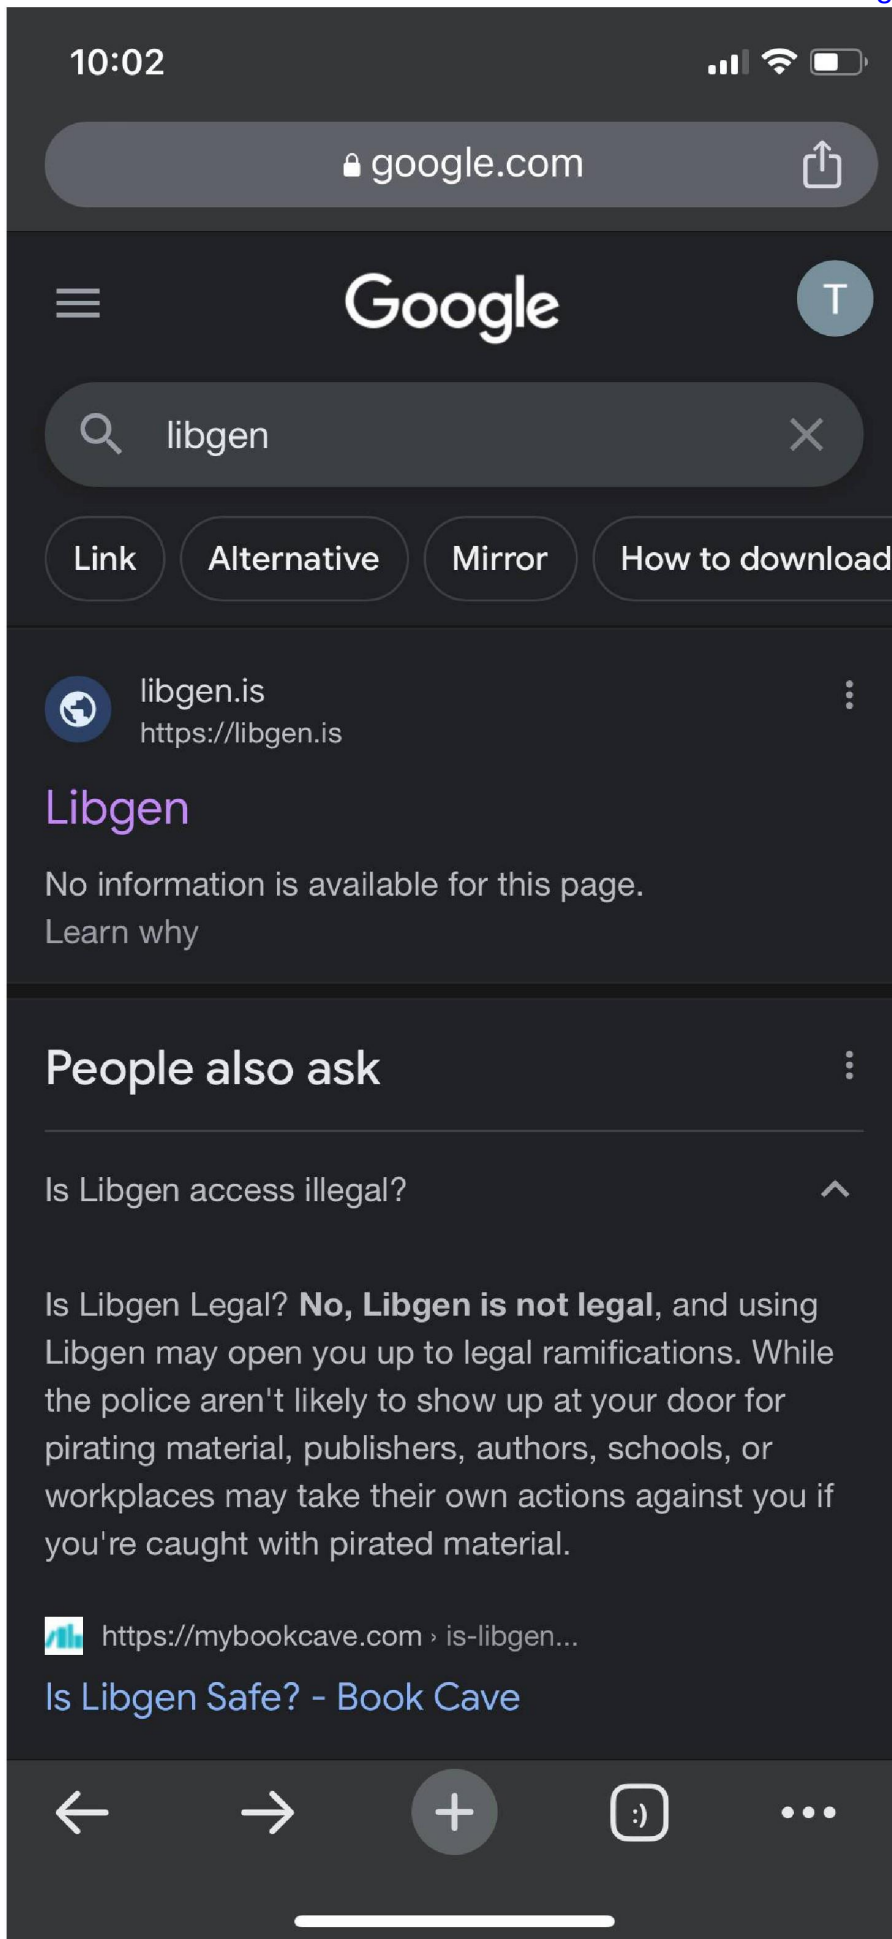 10:02
google.com
Google
T
libgen
Link
Alternative
Mirror
How to download
libgen.is
https://libgen.is
Libgen
No information is available for this page.
Learn why
People also ask
Is Libgen access illegal?
Is Libgen Legal? No, Libgen is not legal, and using
Libgen may open you up to legal ramifications. While
the police aren't likely to show up at your door for
pirating material, publishers, authors, schools, or
workplaces may take their own actions against you if
you're caught with pirated material.
https://mybookcave.com › is-libgen...
Is Libgen Safe? - Book Cave
:)